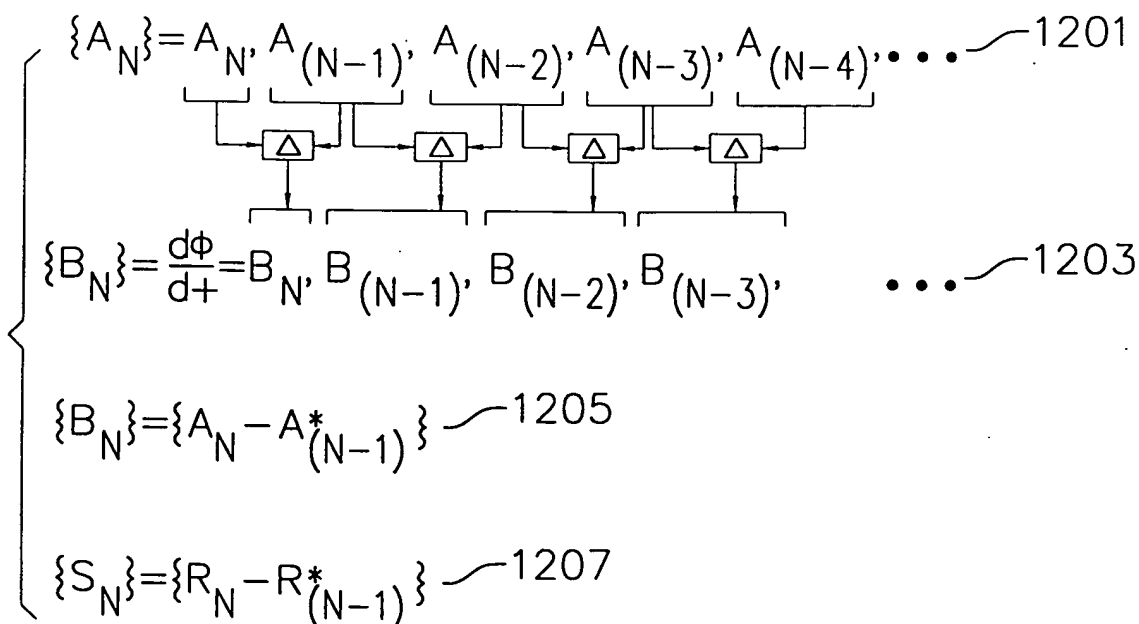 {A_N}=A_N, A_(N-1), A_(N-2), A_(N-3), A_(N-4), ••• 1201
Δ Δ Δ Δ
{B_N}=dϕ/d+=B_N, B_(N-1), B_(N-2), B_(N-3), ••• 1203
{B_N}={A_N-A*_(N-1)} 1205
{S_N}={R_N-R*_(N-1)} 1207